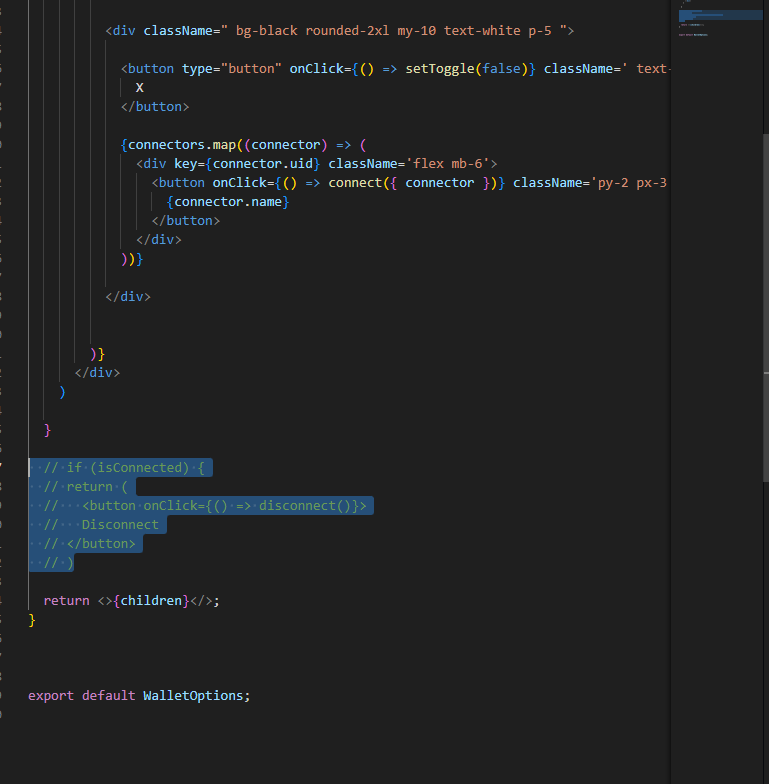 <div className=" bg-black rounded-2xl my-10 text-white p-5 ">
<button type="button" onClick={() => setToggle(false)} className=' text-
X
</button>
{connectors.map((connector) => (
<div key={connector.uid} className='flex mb-6'>
<button onClick={() => connect({ connector })} className='py-2 px-3
{connector.name}
</button>
</div>
))}
</div>
)}
</div>
)
}
// if (isConnected) {
// return (
//   <button onClick={() => disconnect()}>
//   Disconnect
// </button>
// )
return <>{children}</>;
}
export default WalletOptions;